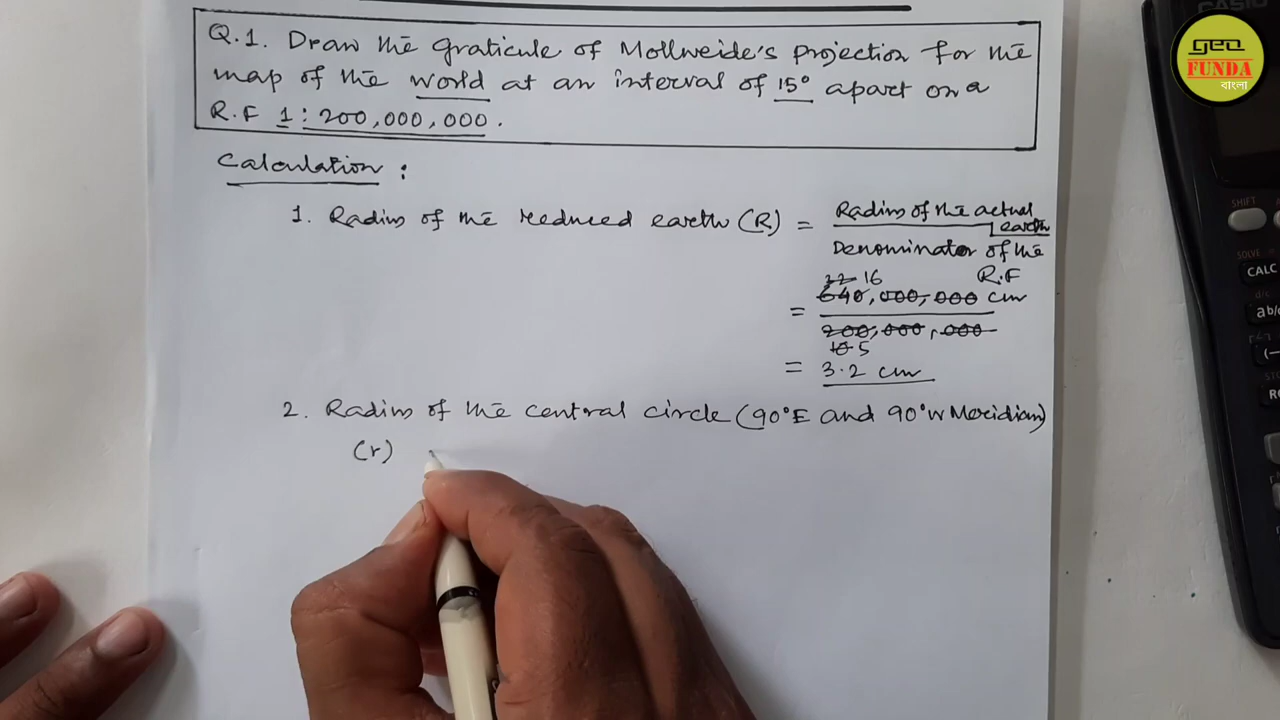 Q.1. Draw the graticule of Mollweide's projection for the
map of the world at an interval of 15° apart on a
R.F 1:200,000,000.
Calculation:
1. Radius of the reduced earth (R) = Radius of the actual earth
Denominator of the R.F
22 16
= 640,000,000 cm
200,000,000
10 5
= 3.2 cm
2. Radius of the central circle (90°E and 90°W Meridian)
(r)
geo
FUNDA
বাংলা
CASIO
SHIFT
SOLVE
CALC